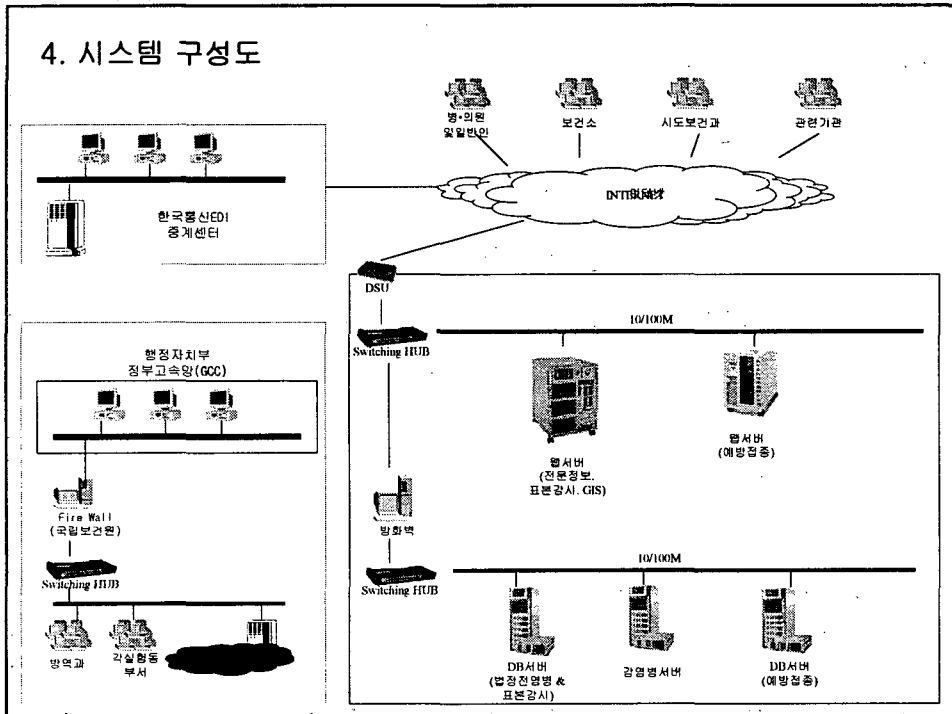 4. 시스템 구성도
병•의원
및일반인
보건소
시도보건과
관련기관
한국통신EDI
중계센터
DSU
Switching HUB
10/100M
웹서버
(전문정보.
표본감사. GIS)
웹서버
(예방접종)
방화벽
Switching HUB
10/100M
DB서버
(법정전염병 &
표본감시)
감염병서버
DB서버
(예방접종)
행정자치부
정부고속망(GCC)
Fire Wall
(국립보건원)
Switching HUB
방역과
각실험동
부서